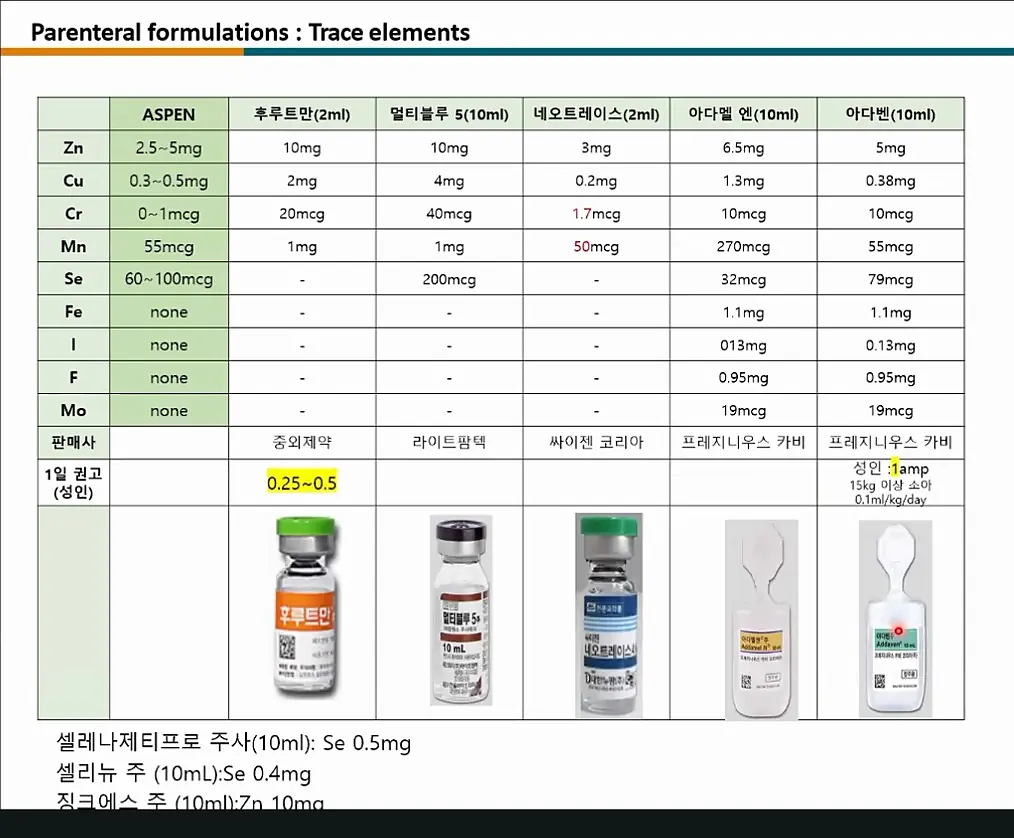 Parenteral formulations : Trace elements
ASPEN 후루트만(2ml) 멀티블루 5(10ml) 네오트레이스(2ml) 아다멜 엔(10ml) 아다벤(10ml)
Zn 2.5~5mg 10mg 10mg 3mg 6.5mg 5mg
Cu 0.3~0.5mg 2mg 4mg 0.2mg 1.3mg 0.38mg
Cr 0~1mcg 20mcg 40mcg 1.7mcg 10mcg 10mcg
Mn 55mcg 1mg 1mg 50mcg 270mcg 55mcg
Se 60~100mcg - 200mcg - 32mcg 79mcg
Fe none - - - 1.1mg 1.1mg
I none - - - 013mg 0.13mg
F none - - - 0.95mg 0.95mg
Mo none - - - 19mcg 19mcg
판매사 중외제약 라이트팜텍 싸이젠 코리아 프레지니우스 카비 프레지니우스 카비
1일 권고
(성인)
0.25~0.5
성인 :1amp
15kg 이상 소아
0.1ml/kg/day
후루트만
멀티블루 5
10 mL
네오트레이스
아다멜엔주
Addamel N
아다벤
Addaven
셀레나제티프로 주사(10ml): Se 0.5mg
셀리뉴 주 (10mL):Se 0.4mg
징크에스 주 (10ml):Zn 10mg